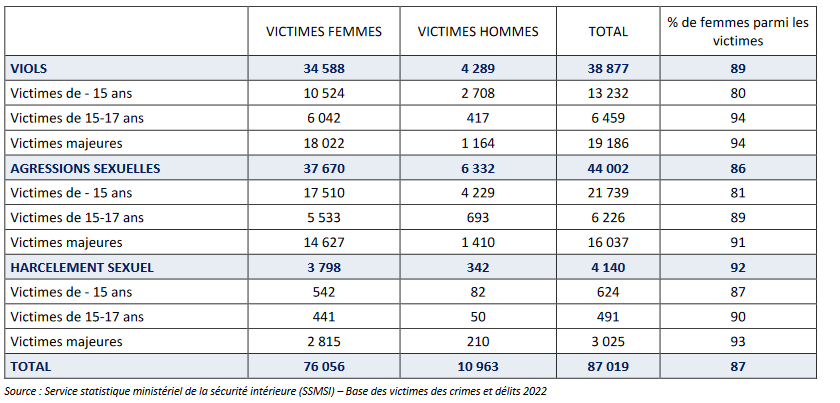 VICTIMES FEMMES VICTIMES HOMMES TOTAL % de femmes parmi les victimes
VIOLS 34 588 4 289 38 877 89
Victimes de - 15 ans 10 524 2 708 13 232 80
Victimes de 15-17 ans 6 042 417 6 459 94
Victimes majeures 18 022 1 164 19 186 94
AGRESSIONS SEXUELLES 37 670 6 332 44 002 86
Victimes de - 15 ans 17 510 4 229 21 739 81
Victimes de 15-17 ans 5 533 693 6 226 89
Victimes majeures 14 627 1 410 16 037 91
HARCELEMENT SEXUEL 3 798 342 4 140 92
Victimes de - 15 ans 542 82 624 87
Victimes de 15-17 ans 441 50 491 90
Victimes majeures 2 815 210 3 025 93
TOTAL 76 056 10 963 87 019 87
Source : Service statistique ministériel de la sécurité intérieure (SSMSI) – Base des victimes des crimes et délits 2022